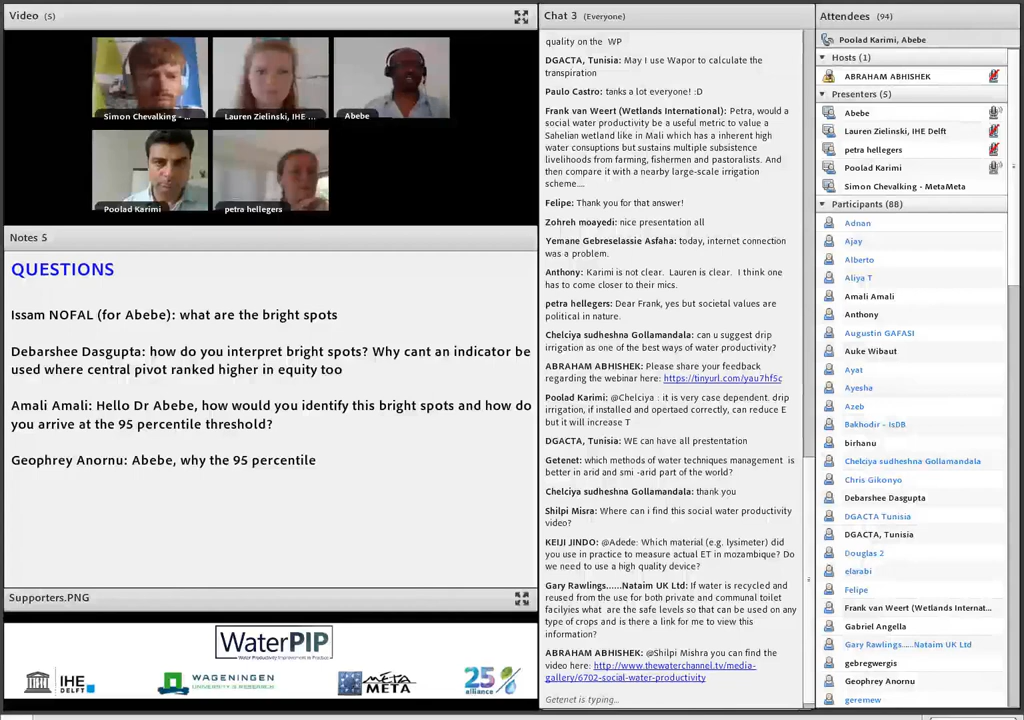 Video (5)
Simon Chevalking - ...
Lauren Zielinski, IHE ...
Abebe
Poolad Karimi
petra hellegers
Notes 5
QUESTIONS
Issam NOFAL (for Abebe): what are the bright spots
Debarshee Dasgupta: how do you interpret bright spots? Why cant an indicator be
used where central pivot ranked higher in equity too
Amali Amali: Hello Dr Abebe, how would you identify this bright spots and how do
you arrive at the 95 percentile threshold?
Geophrey Anornu: Abebe, why the 95 percentile
Supporters.PNG
WaterPIP
Water Productivity Improvement in Practice
IHE
DELFT
WAGENINGEN
UNIVERSITY & RESEARCH
META
META
25
alliance
Chat 3 (Everyone)
quality on the WP
DGACTA, Tunisia: May I use Wapor to calculate the
transpiration
Paulo Castro: tanks a lot everyone! :D
Frank van Weert (Wetlands International): Petra, would a
social water productivity be a useful metric to value a
Sahelian wetland like in Mali which has a inherent high
water consuptions but sustains multiple subsistence
livelihoods from farming, fishermen and pastoralists. And
then compare it with a nearby large-scale irrigation
scheme....
Felipe: Thank you for that answer!
Zohreh moayedi: nice presentation all
Yemane Gebreselassie Asfaha: today, internet connection
was a problem.
Anthony: Karimi is not clear. Lauren is clear. I think one
has to come closer to their mics.
petra hellegers: Dear Frank, yes but societal values are
political in nature.
Chelciya sudheshna Gollamandala: can u suggest drip
irrigation as one of the best ways of water productivity?
ABRAHAM ABHISHEK: Please share your feedback
regarding the webinar here: https://tinyurl.com/yau7hf5c
Poolad Karimi: @Chelciya : it is very case dependent. drip
irrigation, if installed and opertaed correctly, can reduce E
but it will increase T
DGACTA, Tunisia: WE can have all prestentation
Getenet: which methods of water techniques management is
better in arid and smi -arid part of the world?
Chelciya sudheshna Gollamandala: thank you
Shilpi Misra: Where can i find this social water productivity
video?
KEIJI JINDO: @Adede: Which material (e.g. lysimeter) did
you use in practice to measure actual ET in mozambique? Do
we need to use a high quality device?
Gary Rawlings......Nataim UK Ltd: If water is recycled and
reused from the use for both private and communal toilet
facilyies what are the safe levels so that can be used on any
type of crops and is there a link for me to view this
information?
ABRAHAM ABHISHEK: @Shilpi Mishra you can find the
video here: http://www.thewaterchannel.tv/media-
gallery/6702-social-water-productivity
Getenet is typing...
Attendees (94)
Poolad Karimi, Abebe
Hosts (1)
ABRAHAM ABHISHEK
Presenters (5)
Abebe
Lauren Zielinski, IHE Delft
petra hellegers
Poolad Karimi
Simon Chevalking - MetaMeta
Participants (88)
Adnan
Ajay
Alberto
Aliya T
Amali Amali
Anthony
Augustin GAFASI
Auke Wibaut
Ayat
Ayesha
Azeb
Bakhodir - IsDB
birhanu
Chelciya sudheshna Gollamandala
Chris Gikonyo
Debarshee Dasgupta
DGACTA Tunisia
DGACTA, Tunisia
Douglas 2
elarabi
Felipe
Frank van Weert (Wetlands Internat...
Gabriel Angella
Gary Rawlings......Nataim UK Ltd
gebregwergis
Geophrey Anornu
geremew